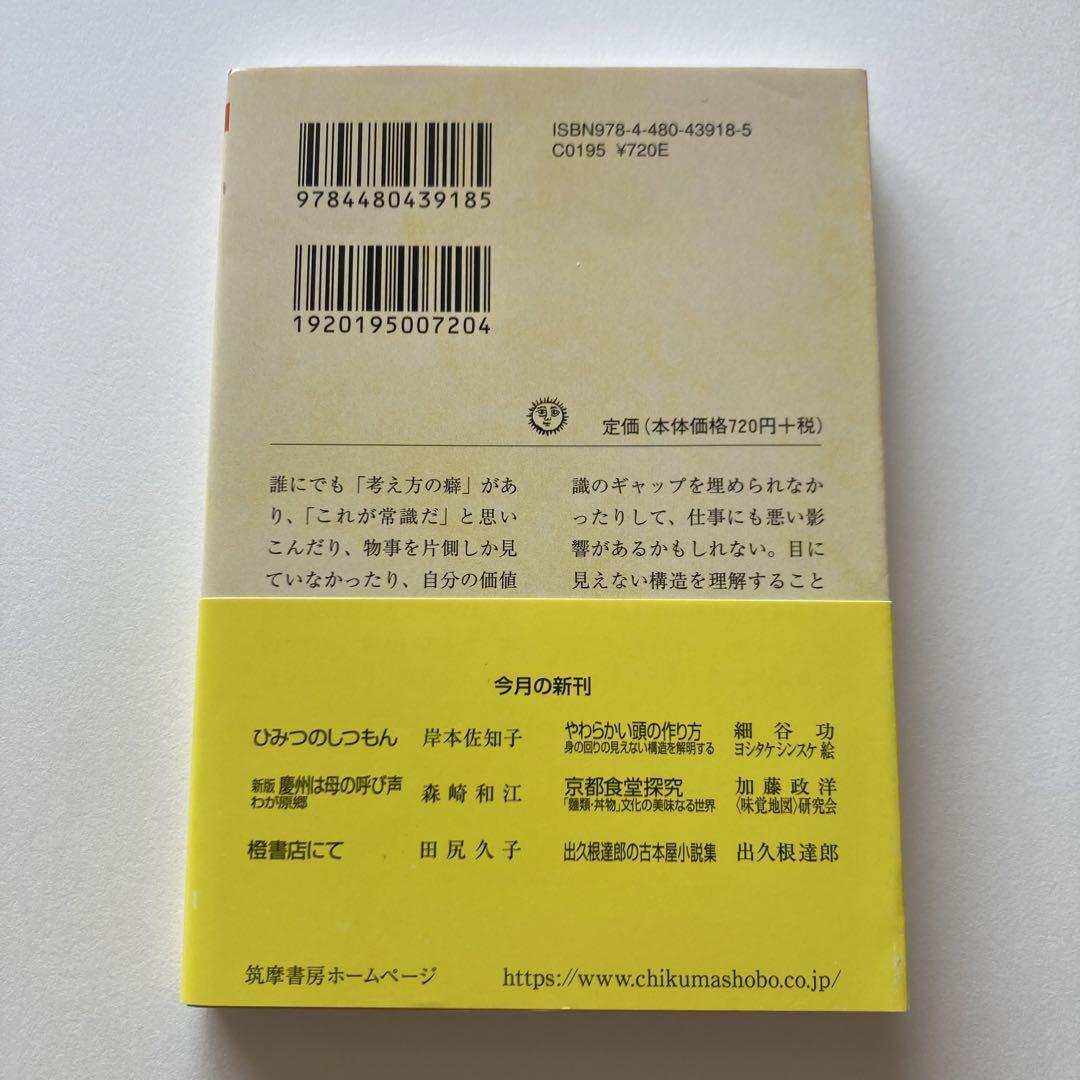 ISBN978-4-480-43918-5
C0195 ¥720E
9784480439185
1920195007204
定価(本体価格720円+税)
誰にでも「考え方の癖」があ
り、「これが常識だ」と思い
こんだり、物事を片側しか見
ていなかったり、自分の価値
識のギャップを埋められなか
ったりして、仕事にも悪い影
響があるかもしれない。目に
見えない構造を理解すること
今月の新刊
ひみつのしつもん 岸本佐知子
新版 慶州は母の呼び声
わが原郷
森崎和江
橙書店にて 田尻久子
やわらかい頭の作り方
身の回りの見えない構造を解明する
細谷功
ヨシタケシンスケ 絵
京都食堂探究
「麺類・丼物」文化の美味なる世界
加藤政洋
〈味覚地図〉研究会
出久根達郎の古本屋小説集 出久根達郎
筑摩書房ホームページ https://www.chikumashobo.co.jp/